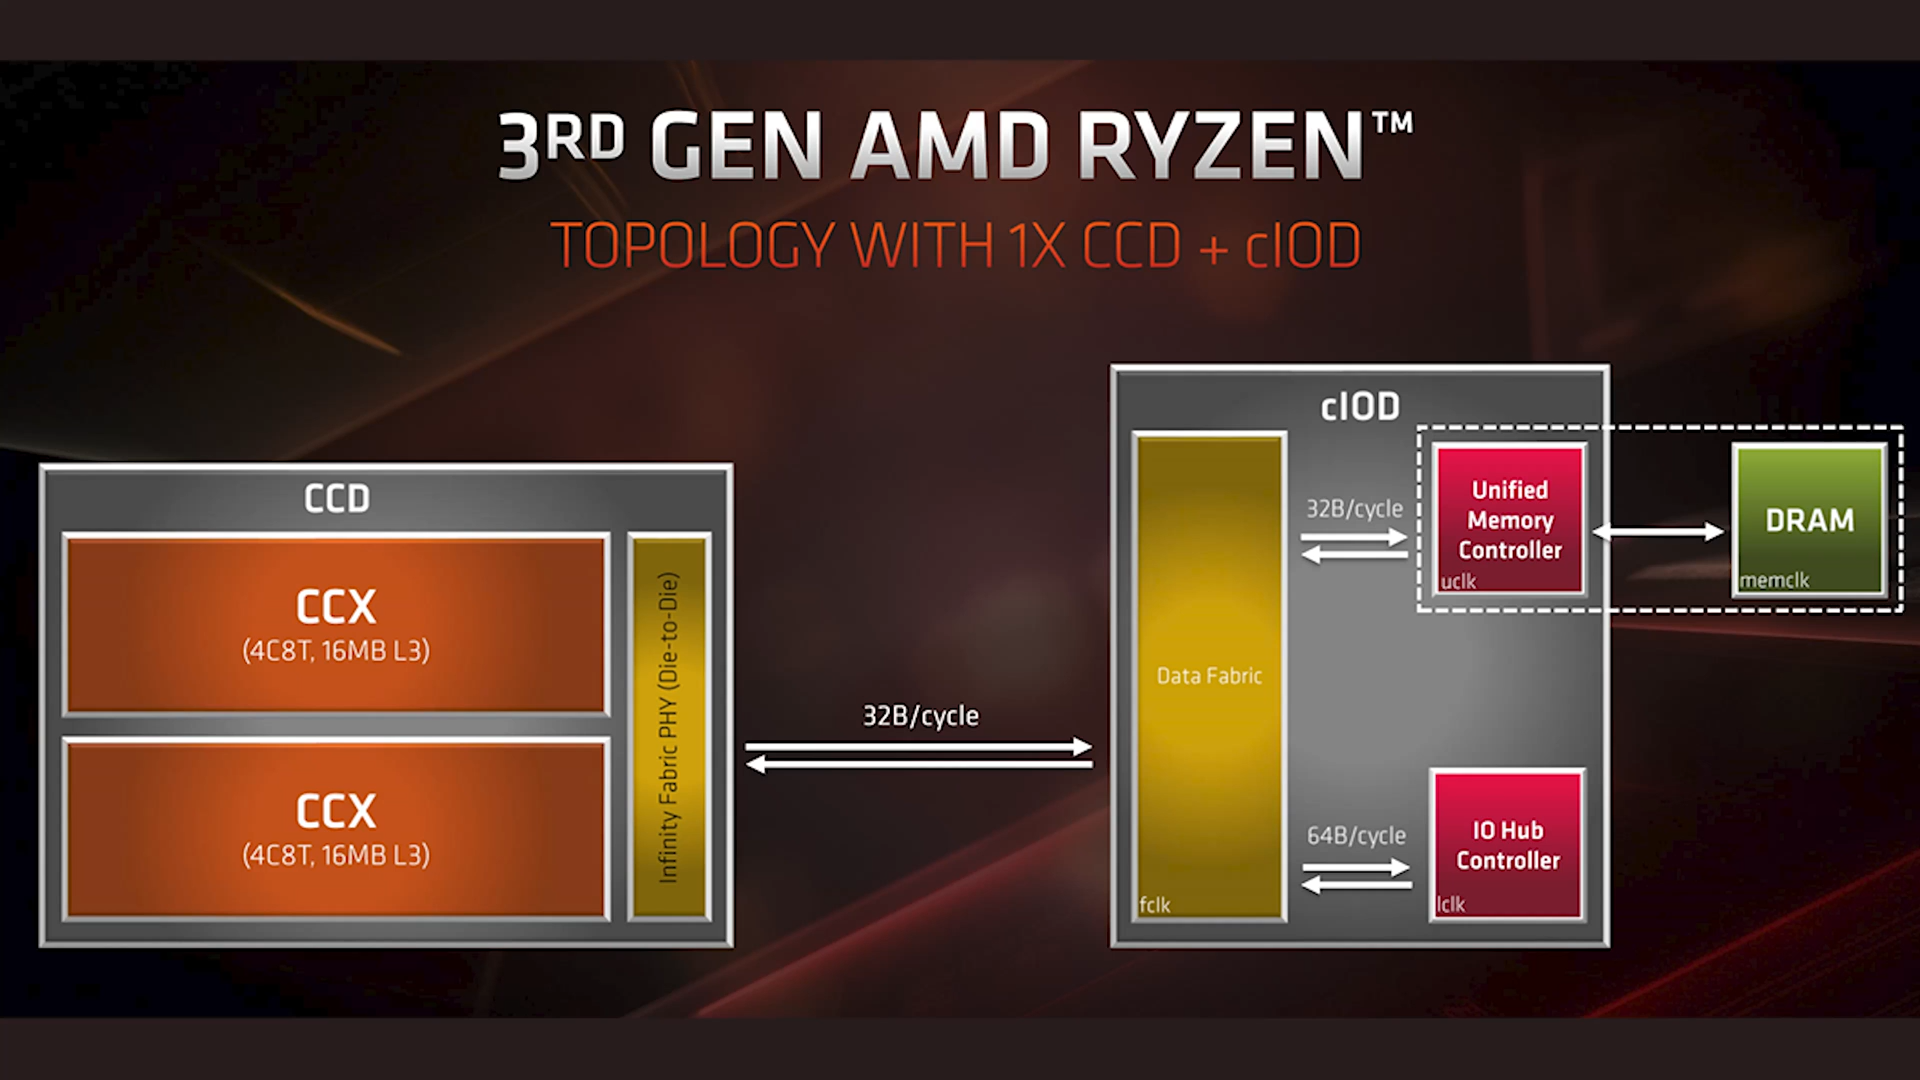 3RD GEN AMD RYZEN™
TOPOLOGY WITH 1X CCD + cIOD
CCD
CCX
(4C8T, 16MB L3)
CCX
(4C8T, 16MB L3)
Infinity Fabric PHY (Die-to-Die)
32B/cycle
cIOD
Data Fabric
fclk
32B/cycle
Unified
Memory
Controller
uclk
DRAM
memclk
64B/cycle
IO Hub
Controller
lclk